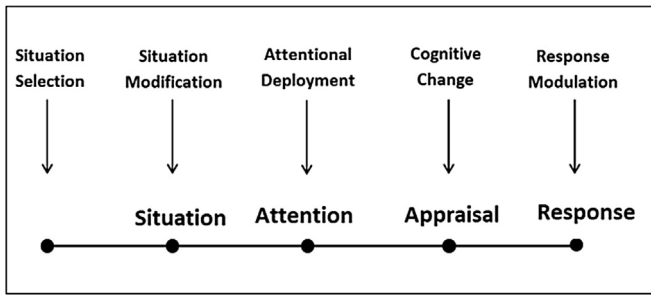 Situation Selection
Situation Modification
Attentional Deployment
Cognitive Change
Response Modulation
Situation
Attention
Appraisal
Response